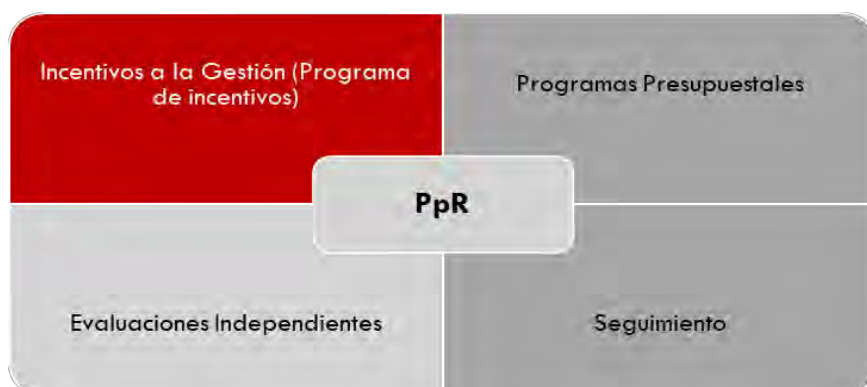 Incentivos a la Gestión (Programa
de incentivos)
Programas Presupuestales
PpR
Evaluaciones Independientes
Seguimiento